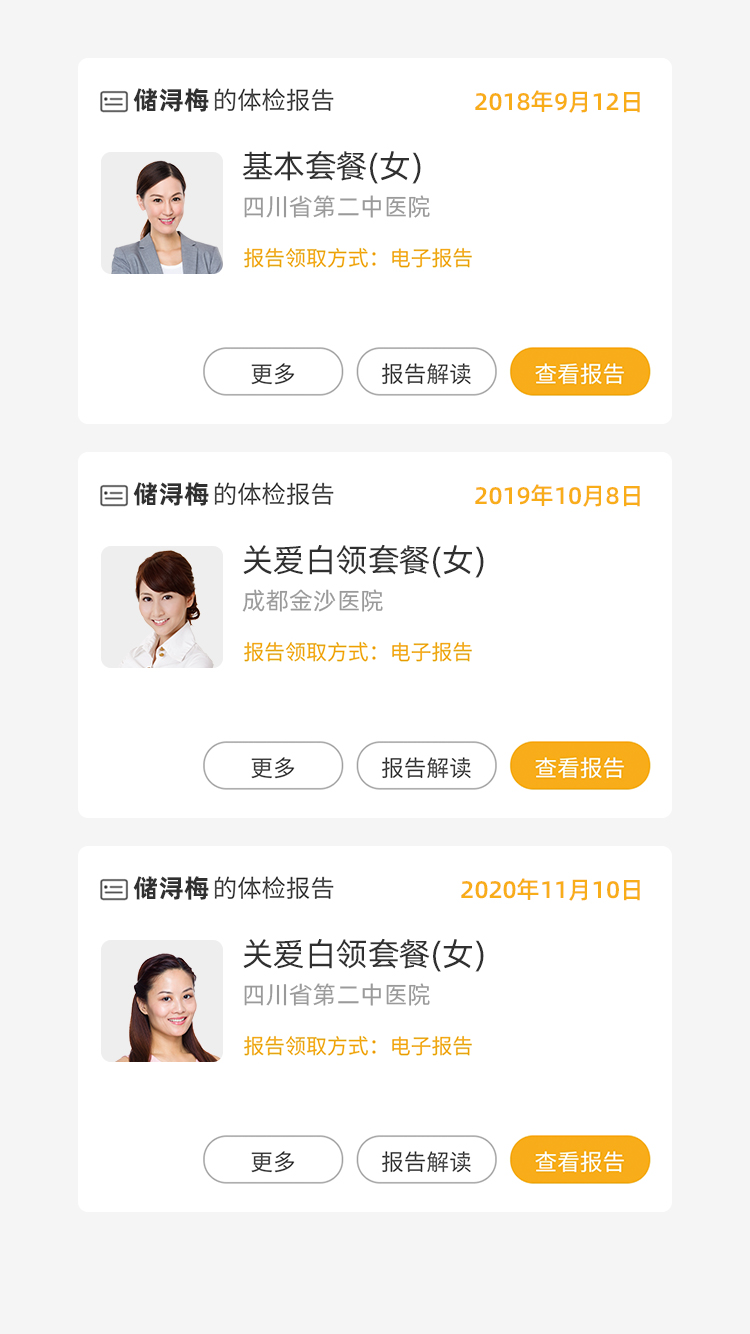 储浔梅的体检报告 2018年9月12日
基本套餐(女)
四川省第二中医院
报告领取方式：电子报告
更多 报告解读 查看报告
储浔梅的体检报告 2019年10月8日
关爱白领套餐(女)
成都金沙医院
报告领取方式：电子报告
更多 报告解读 查看报告
储浔梅的体检报告 2020年11月10日
关爱白领套餐(女)
四川省第二中医院
报告领取方式：电子报告
更多 报告解读 查看报告